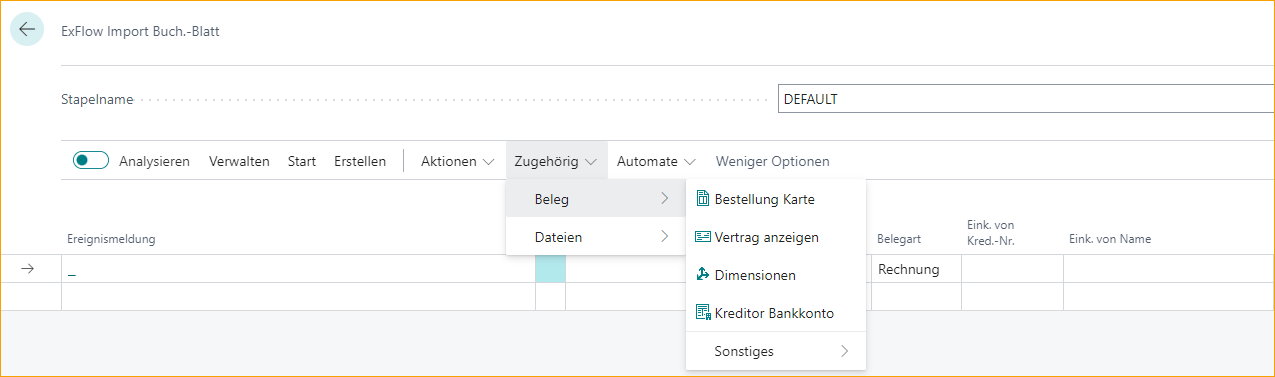 ExFlow Import Buch.-Blatt
Stapelname
DEFAULT
Analysieren Verwalten Start Erstellen Aktionen Zugehörig Automate Weniger Optionen
Beleg
Dateien
Bestellung Karte
Vertrag anzeigen
Dimensionen
Kreditor Bankkonto
Sonstiges
Ereignismeldung
Belegart
Eink. von
Kred.-Nr.
Eink. von Name
_
Rechnung